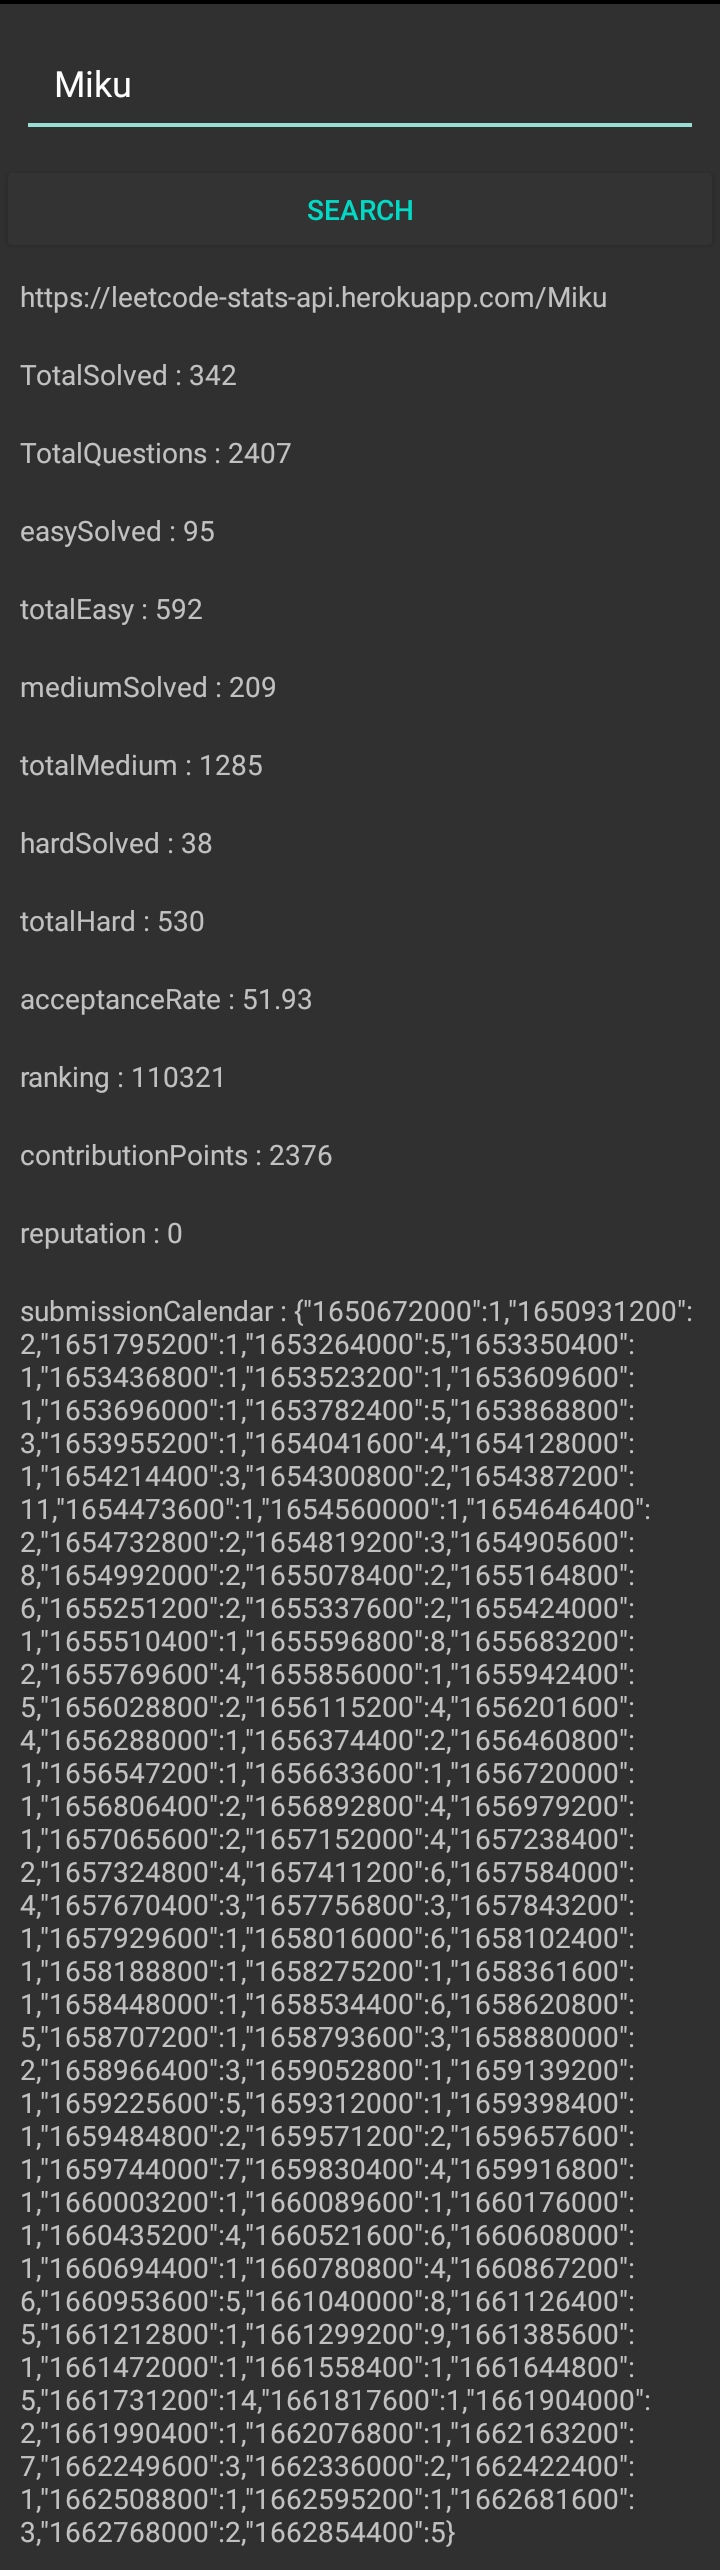 Miku
SEARCH
https://leetcode-stats-api.herokuapp.com/Miku
TotalSolved : 342
TotalQuestions : 2407
easySolved : 95
totalEasy : 592
mediumSolved : 209
totalMedium : 1285
hardSolved : 38
totalHard : 530
acceptanceRate : 51.93
ranking : 110321
contributionPoints : 2376
reputation : 0
submissionCalendar : {"1650672000":1,"1650931200":
2,"1651795200":1,"1653264000":5,"1653350400":
1,"1653436800":1,"1653523200":1,"1653609600":
1,"1653696000":1,"1653782400":5,"1653868800":
3,"1653955200":1,"1654041600":4,"1654128000":
1,"1654214400":3,"1654300800":2,"1654387200":
11,"1654473600":1,"1654560000":1,"1654646400":
2,"1654732800":2,"1654819200":3,"1654905600":
8,"1654992000":2,"1655078400":2,"1655164800":
6,"1655251200":2,"1655337600":2,"1655424000":
1,"1655510400":1,"1655596800":8,"1655683200":
2,"1655769600":4,"1655856000":1,"1655942400":
5,"1656028800":2,"1656115200":4,"1656201600":
4,"1656288000":1,"1656374400":2,"1656460800":
1,"1656547200":1,"1656633600":1,"1656720000":
1,"1656806400":2,"1656892800":4,"1656979200":
1,"1657065600":2,"1657152000":4,"1657238400":
2,"1657324800":4,"1657411200":6,"1657584000":
4,"1657670400":3,"1657756800":3,"1657843200":
1,"1657929600":1,"1658016000":6,"1658102400":
1,"1658188800":1,"1658275200":1,"1658361600":
1,"1658448000":1,"1658534400":6,"1658620800":
5,"1658707200":1,"1658793600":3,"1658880000":
2,"1658966400":3,"1659052800":1,"1659139200":
1,"1659225600":5,"1659312000":1,"1659398400":
1,"1659484800":2,"1659571200":2,"1659657600":
1,"1659744000":7,"1659830400":4,"1659916800":
1,"1660003200":1,"1660089600":1,"1660176000":
1,"1660435200":4,"1660521600":6,"1660608000":
1,"1660694400":1,"1660780800":4,"1660867200":
6,"1660953600":5,"1661040000":8,"1661126400":
5,"1661212800":1,"1661299200":9,"1661385600":
1,"1661472000":1,"1661558400":1,"1661644800":
5,"1661731200":14,"1661817600":1,"1661904000":
2,"1661990400":1,"1662076800":1,"1662163200":
7,"1662249600":3,"1662336000":2,"1662422400":
1,"1662508800":1,"1662595200":1,"1662681600":
3,"1662768000":2,"1662854400":5}